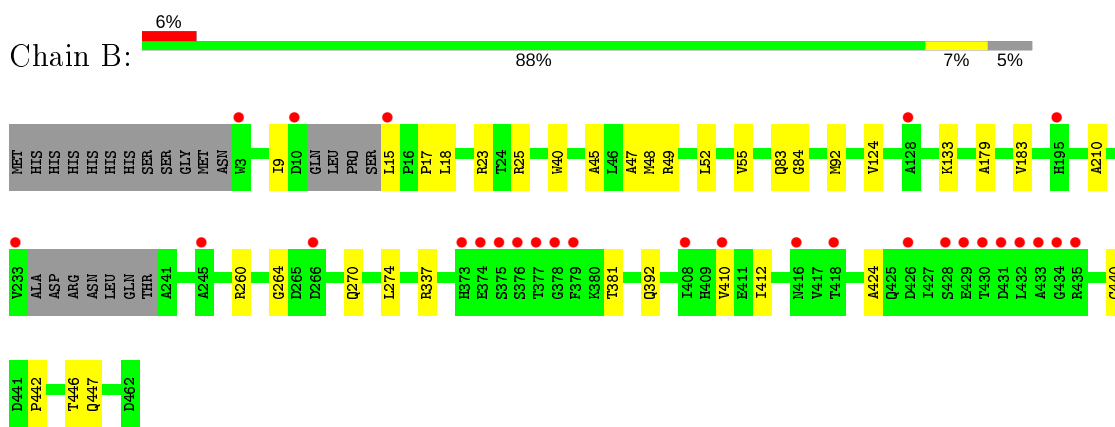 6%
Chain B:
88% 7% 5%
MET HIS HIS HIS HIS HIS HIS SER SER GLY MET ASN W3 I9 D10 GLN LEU PRO SER L15 P16 P17 L18 R23 T24 R25 W40 A45 L46 A47 M48 R49 L52 V55 Q83 G84 M92 V124 A128 K133 A179 V183 H195 A210
V233 ALA ASP ARG ASN LEU GLN THR A241 A245 R260 G264 D265 D266 Q270 L274 R337 H373 E374 S375 S376 T377 G378 F379 K380 T381 Q392 I408 H409 V410 E411 I412 N416 V417 T418 A424 Q425 D426 I427 S428 E429 T430 D431 L432 A433 G434 R435
D441 P442 T446 Q447 D462